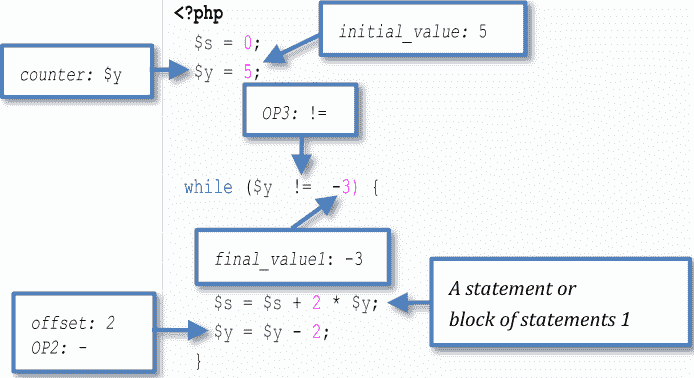 <?php
$s = 0;
initial_value: 5
counter: $y
$y = 5;
OP3: !=
while ($y != -3) {
final_value1: -3
$s = $s + 2 * $y;
A statement or
block of statements 1
offset: 2
OP2: -
$y = $y - 2;
}